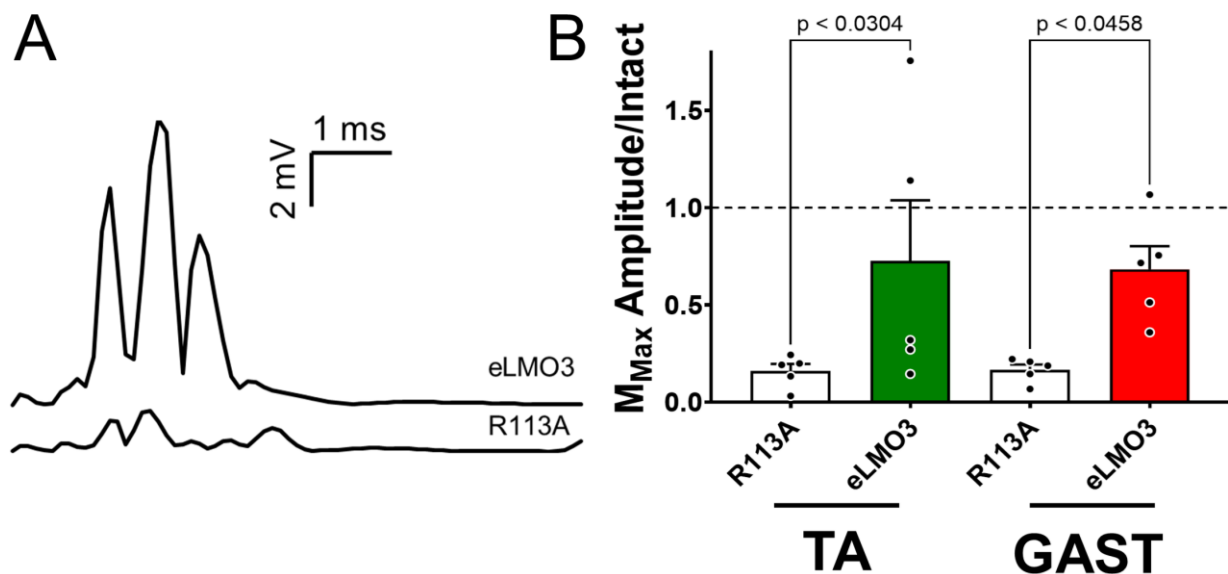 A
1 ms
2 mV
eLMO3
R113A
B
p < 0.0304
p < 0.0458
MMax Amplitude/Intact
1.5
1.0
0.5
0.0
R113A
eLMO3
R113A
eLMO3
TA
GAST